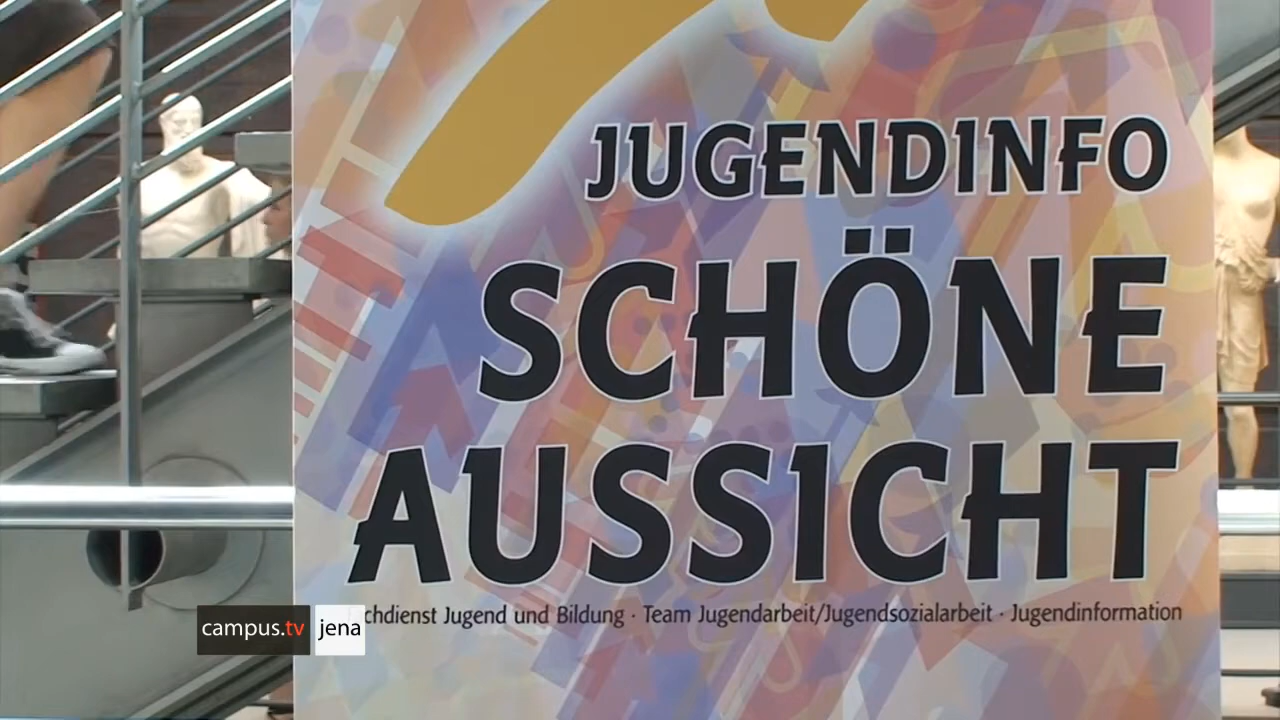 JUGENDINFO
SCHÖNE
AUSSICHT
chdienst Jugend und Bildung · Team Jugendarbeit/Jugendsozialarbeit · Jugendinformation
campus.tv jena